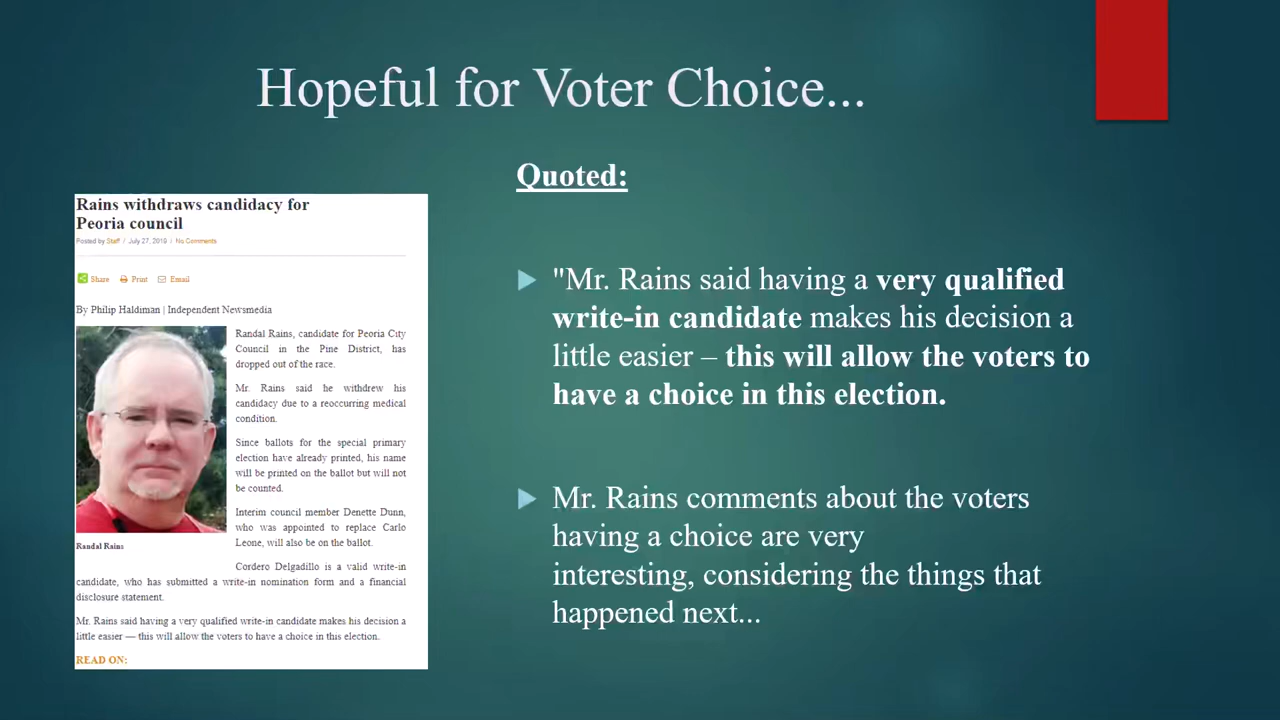 Hopeful for Voter Choice...
Rains withdraws candidacy for
Peoria council
Posted by Staff / July 27, 2016 / No Comments
Share Print Email
By Philip Haldiman | Independent Newsmedia
Randal Rains, candidate for Peoria City
Council in the Pine District, has
dropped out of the race.
Mr. Rains said he withdrew his
candidacy due to a reoccurring medical
condition.
Since ballots for the special primary
election have already printed, his name
will be printed on the ballot but will not
be counted.
Interim council member Denette Dunn,
who was appointed to replace Carlo
Leone, will also be on the ballot.
Randal Rains
Cordero Delgadillo is a valid write-in
candidate, who has submitted a write-in nomination form and a financial
disclosure statement.
Mr. Rains said having a very qualified write-in candidate makes his decision a
little easier — this will allow the voters to have a choice in this election.
READ ON:
Quoted:
"Mr. Rains said having a very qualified
write-in candidate makes his decision a
little easier – this will allow the voters to
have a choice in this election.
Mr. Rains comments about the voters
having a choice are very
interesting, considering the things that
happened next...